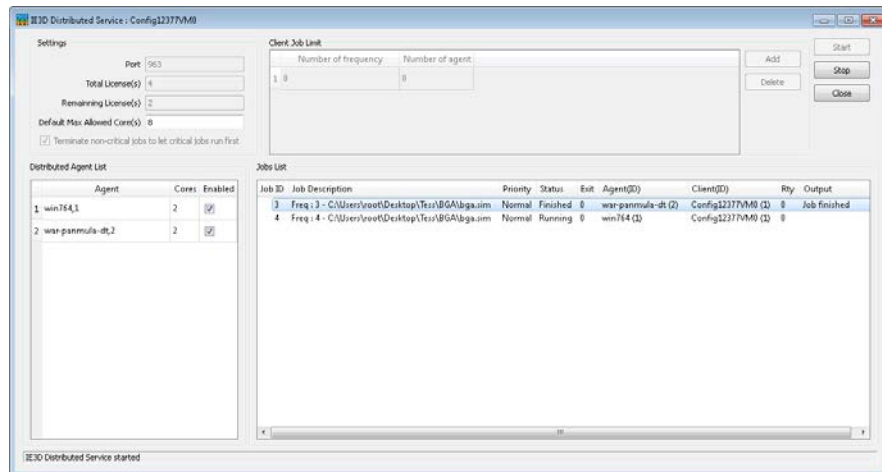 IE3D Distributed Service : Config12377VM0
Settings
Port 963
Total License(s) 4
Remainning License(s) 2
Default Max Allowed Core(s) 8
Terminate non-critical jobs to let critical jobs run first
Client Job Limit
Number of frequency Number of agent
1 0 0
Add
Delete
Start
Stop
Close
Distributed Agent List
Agent Cores Enabled
1 win764,1 2
2 war-panmula-dt,2 2
Jobs List
Job ID Job Description Priority Status Exit Agent(ID) Client(ID) Rty Output
3 Freq : 3 - C:\Users\root\Desktop\Tess\BGA\bga.sim Normal Finished 0 war-panmula-dt (2) Config12377VM0 (1) 0 Job finished
4 Freq : 4 - C:\Users\root\Desktop\Tess\BGA\bga.sim Normal Running 0 win764 (1) Config12377VM0 (1) 0
IE3D Distributed Service started